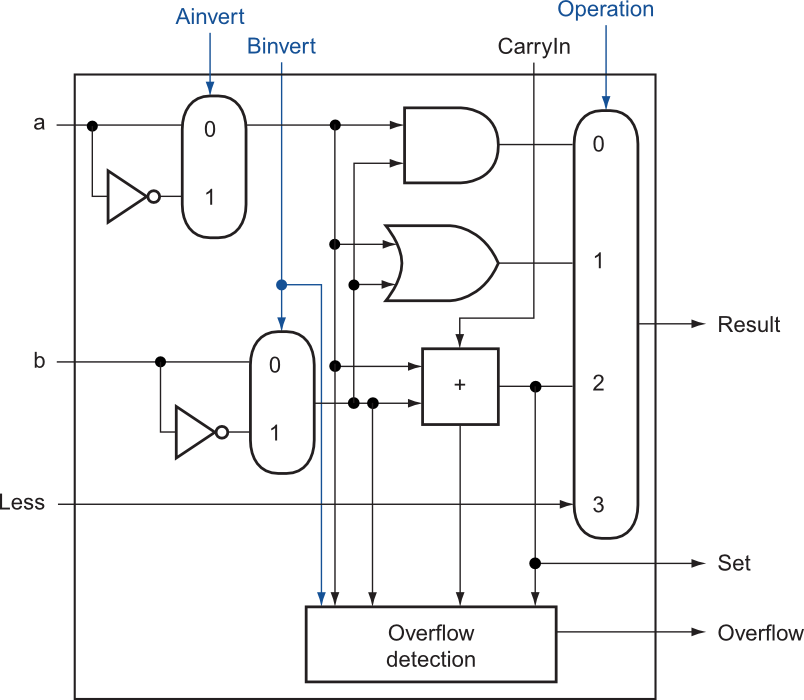 Operation
Ainvert
Binvert
CarryIn
a
0
0
1
1
Result
b
0
+
2
1
Less
3
Set
Overflow
detection
Overflow